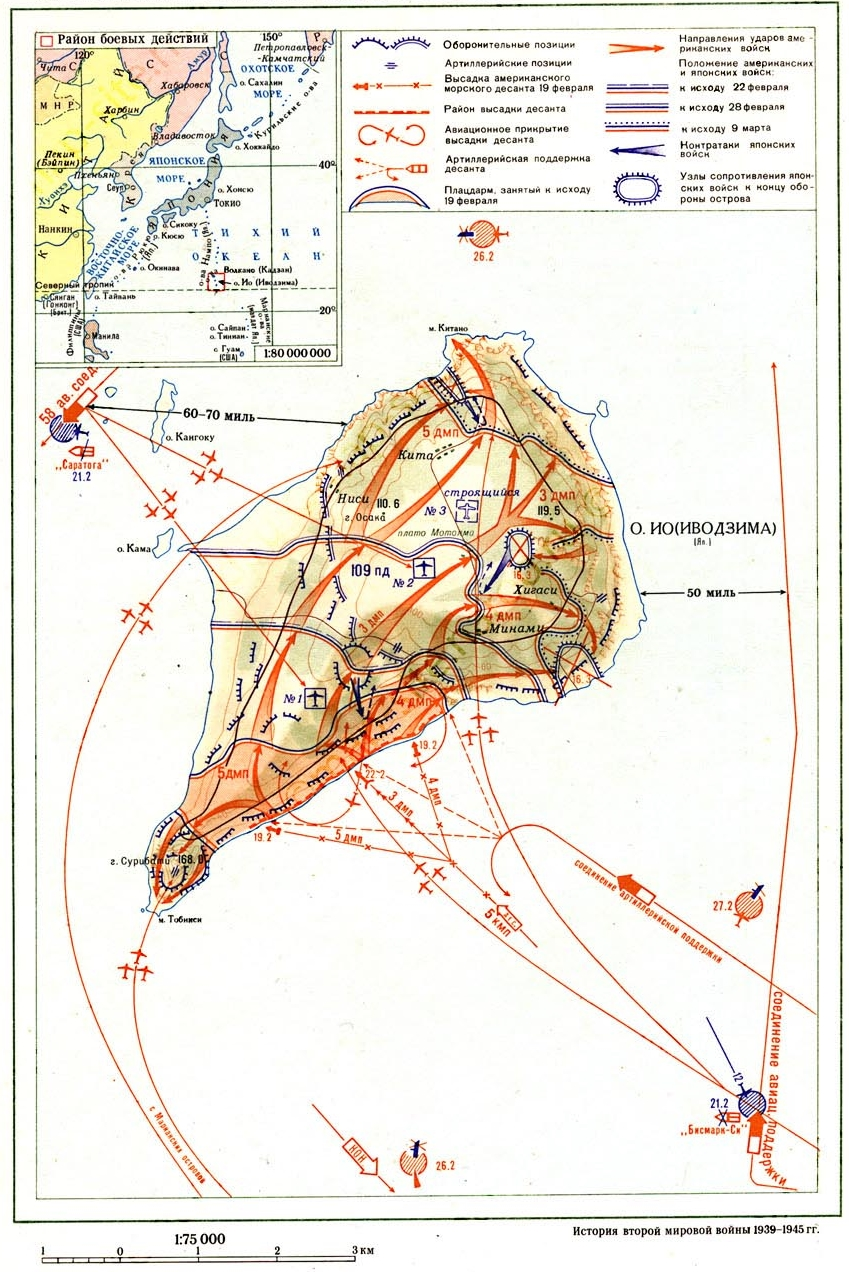 Район боевых действий
120°
150°
Петропавловск-
-Камчатский
Чита
С
С
Р
Амур
ОХОТСКОЕ
МОРЕ
о. Сахалин
Хабаровск
М Н Р
Харбин
Курильские о-ва
Владивосток
о. Хоккайдо
Пекин
(Бэйпин)
ЯПОНСКОЕ
МОРЕ
40°
Пхеньян
Сеул
Корея
о. Хонсю
Токио
Хуанхэ
Нанкин
о. Сикоку
о. Кюсю
ТИХИЙ
ОКЕАН
ВОСТОЧНО-
КИТАЙСКОЕ
МОРЕ
о. Окинава
Волкано (Кадзан)
о. Ио (Иводзима)
Северный тропик
Сянган
(Гонконг)
(Брит.)
о. Тайвань
20°
Филиппины
(США)
Манила
о. Сайпан
о. Тиниан
о. Гуам
(США)
Марианские
о-ва
1:80 000 000
Оборонительные позиции
Артиллерийские позиции
Высадка американского
морского десанта 19 февраля
Район высадки десанта
Авиационное прикрытие
высадки десанта
Артиллерийская поддержка
десанта
Плацдарм, занятый к исходу
19 февраля
Направления ударов аме-
риканских войск
Положение американских
и японских войск:
к исходу 22 февраля
к исходу 28 февраля
к исходу 9 марта
Контратаки японских
войск
Узлы сопротивления япон-
ских войск к концу обо-
роны острова
26.2
м. Китано
58 ав. соед.
60-70 миль
о. Кангоку
„Саратога"
21.2
5 ДМП
Кита
Ниси
110.6
г. Осака
строящийся
№ 3
3 ДМП
119.5
плато Мотояма
О. ИО(ИВОДЗИМА)
(Яп.)
о. Кама
109 пд
№ 2
16.3
Хигаси
50 миль
3 ДМП
4 ДМП
Минами
16.3
№ 1
4 ДМП
19.2
5 ДМП
22.2
4 ДМП
3 ДМП
19.2
5 ДМП
г. Сурибати
168.0
м. Тобииси
5 КМП
соединение артиллерийской поддержки
27.2
соединение авиац. поддержки
12
21.2
„Бисмарк-Си"
с Марианских островов
КОН
26.2
1:75 000
1 0 1 2 3 км
История второй мировой войны 1939-1945 гг.